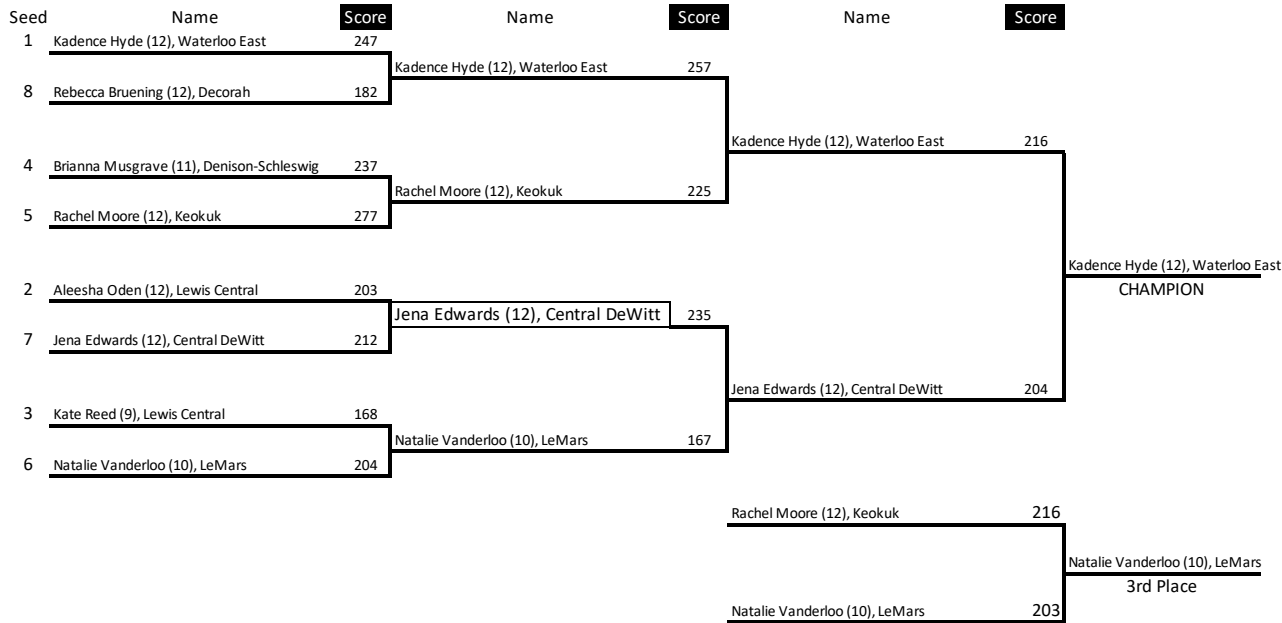 Seed Name Score Name Score Name Score
1 Kadence Hyde (12), Waterloo East 247
Kadence Hyde (12), Waterloo East 257
8 Rebecca Bruening (12), Decorah 182
Kadence Hyde (12), Waterloo East 216
4 Brianna Musgrave (11), Denison-Schleswig 237
Rachel Moore (12), Keokuk 225
5 Rachel Moore (12), Keokuk 277
Kadence Hyde (12), Waterloo East
CHAMPION
2 Aleesha Oden (12), Lewis Central 203
Jena Edwards (12), Central DeWitt 235
7 Jena Edwards (12), Central DeWitt 212
Jena Edwards (12), Central DeWitt 204
3 Kate Reed (9), Lewis Central 168
Natalie Vanderloo (10), LeMars 167
6 Natalie Vanderloo (10), LeMars 204
Rachel Moore (12), Keokuk 216
Natalie Vanderloo (10), LeMars
3rd Place
Natalie Vanderloo (10), LeMars 203